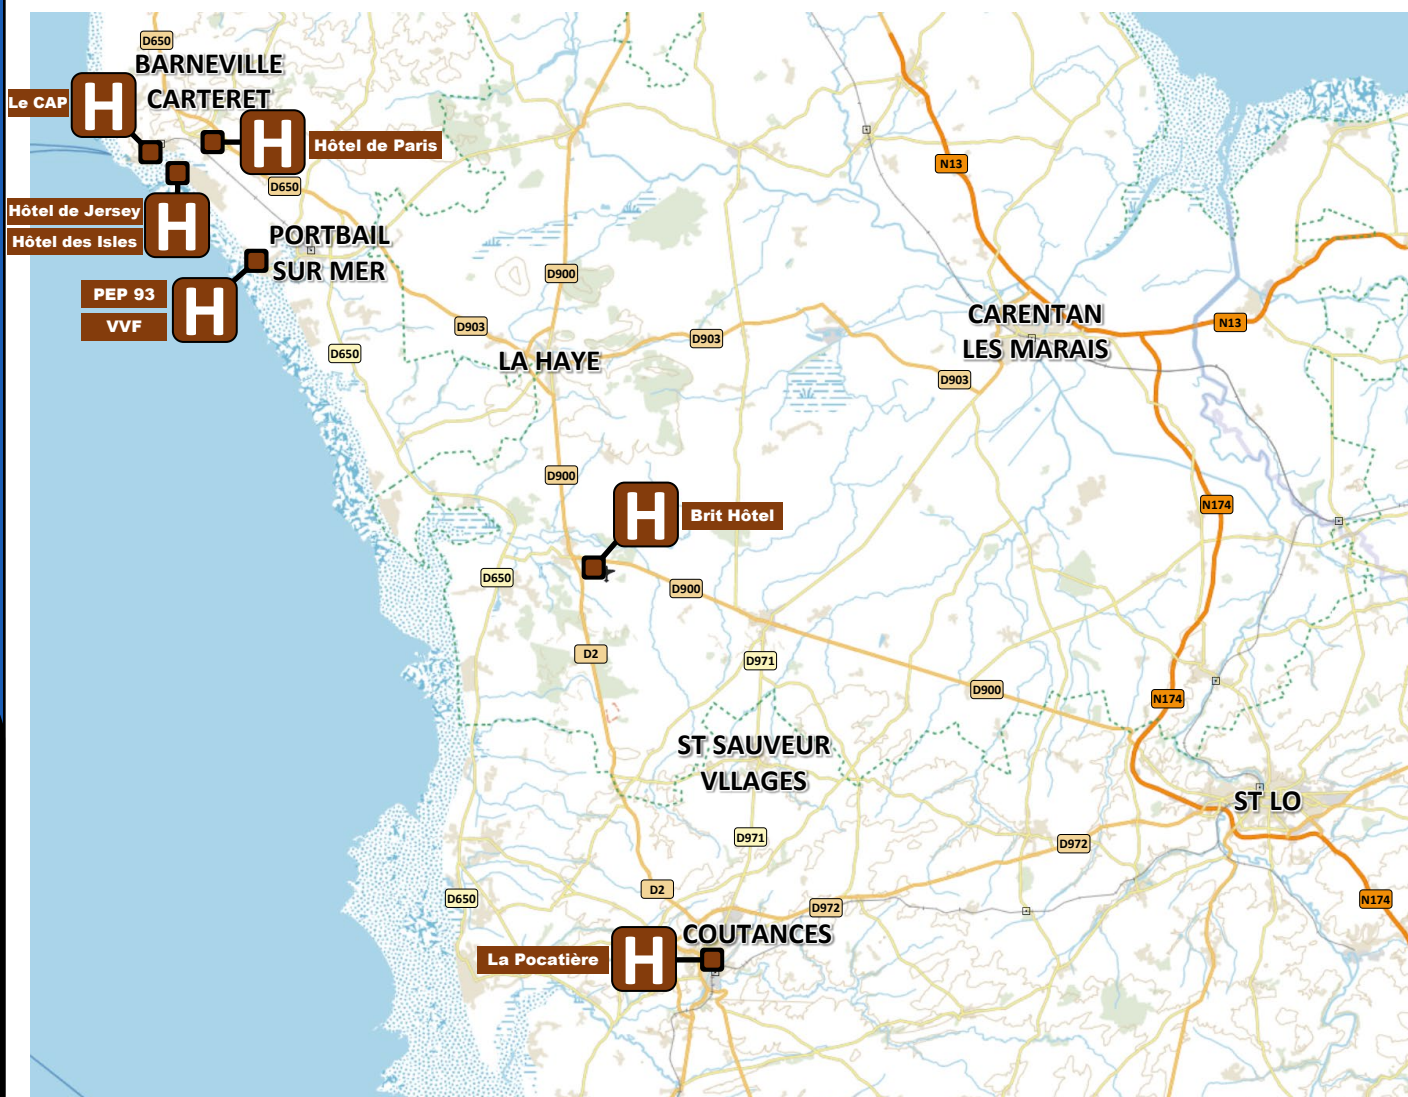 D650
BARNEVILLE
CARTERET
Le CAP
H
H
Hôtel de Paris
N13
D650
Hôtel de Jersey
Hôtel des Isles
H
PORTBAIL
SUR MER
D900
PEP 93
VVF
H
CARENTAN
LES MARAIS
N13
D903
D903
D650
LA HAYE
D903
D900
N174
H
Brit Hôtel
D650
D900
D2
D971
D900
N174
ST SAUVEUR
VLLAGES
ST LO
D971
D972
D2
D650
D972
N174
COUTANCES
La Pocatière
H